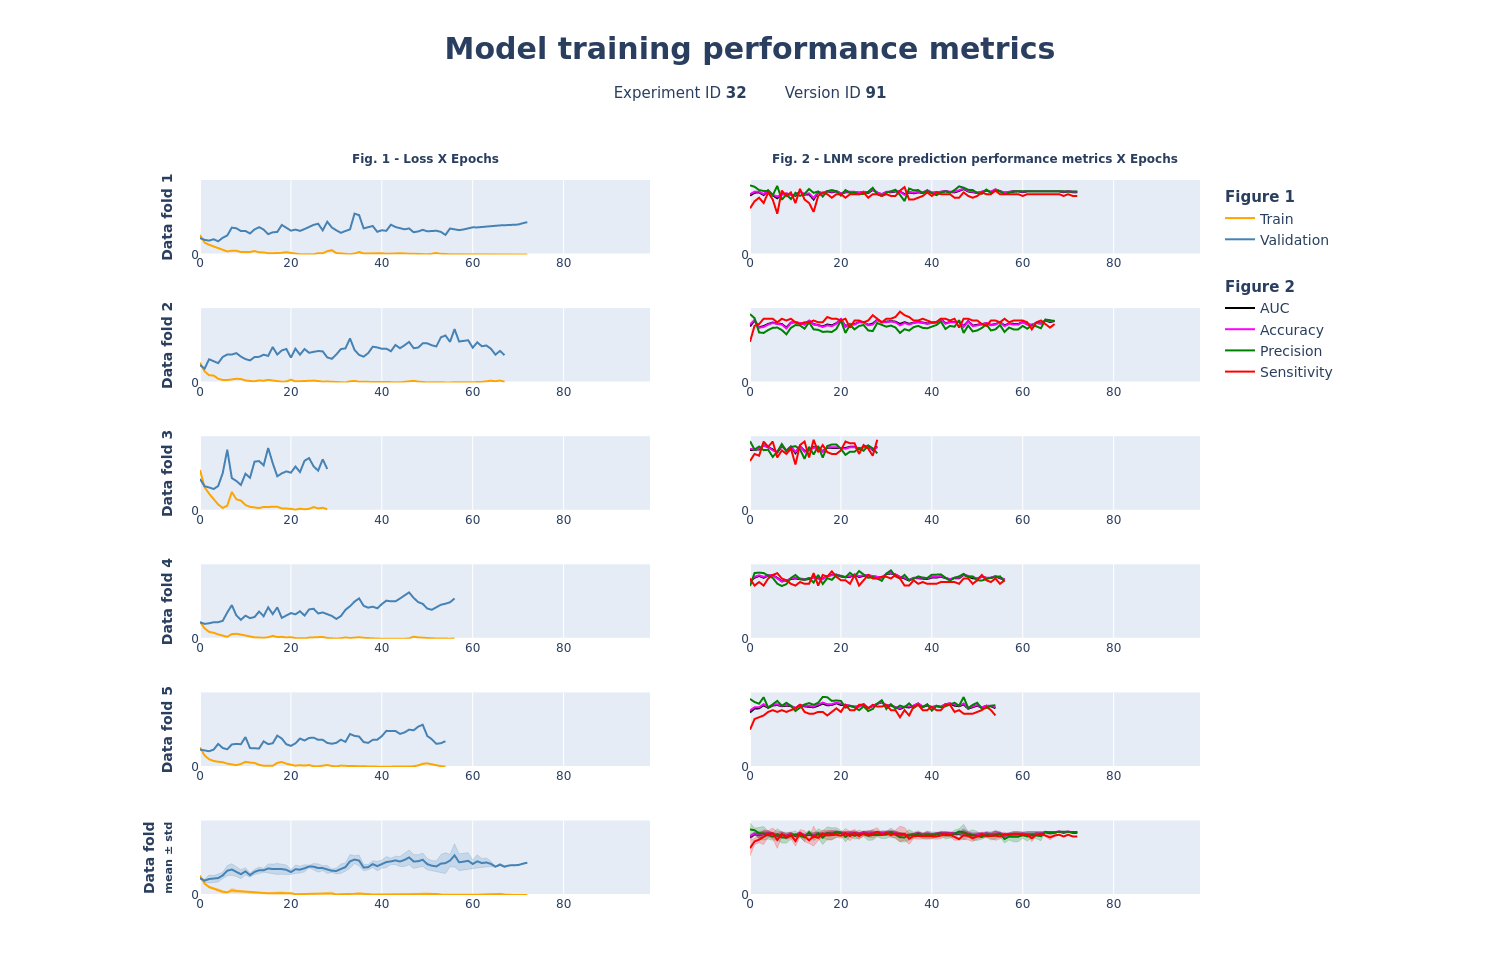 Model training performance metrics
Experiment ID 32 Version ID 91
Fig. 1 - Loss X Epochs
Fig. 2 - LNM score prediction performance metrics X Epochs
Data fold 1
0
0 20 40 60 80
0
0 20 40 60 80
Figure 1
Train
Validation
Figure 2
AUC
Accuracy
Precision
Sensitivity
Data fold 2
0
0 20 40 60 80
0
0 20 40 60 80
Data fold 3
0
0 20 40 60 80
0
0 20 40 60 80
Data fold 4
0
0 20 40 60 80
0
0 20 40 60 80
Data fold 5
0
0 20 40 60 80
0
0 20 40 60 80
Data fold
mean ± std
0
0 20 40 60 80
0
0 20 40 60 80